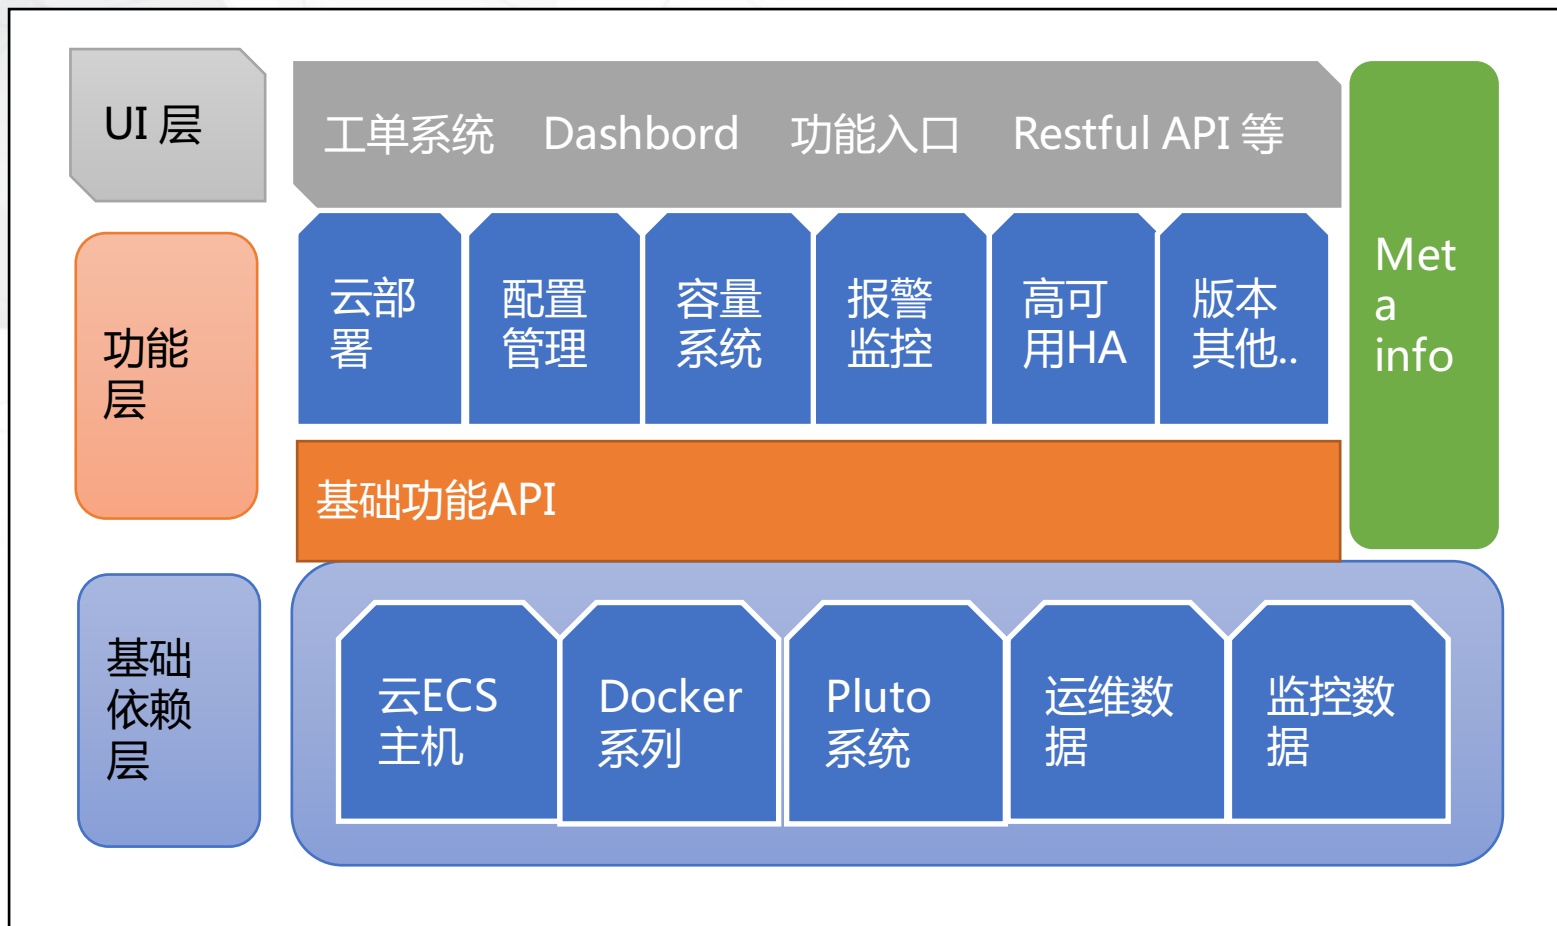 UI 层
工单系统 Dashbord 功能入口 Restful API 等
功能
层
云部
署
配置
管理
容量
系统
报警
监控
高可
用HA
版本
其他..
Met
a
info
基础功能API
基础
依赖
层
云ECS
主机
Docker
系列
Pluto
系统
运维数
据
监控数
据